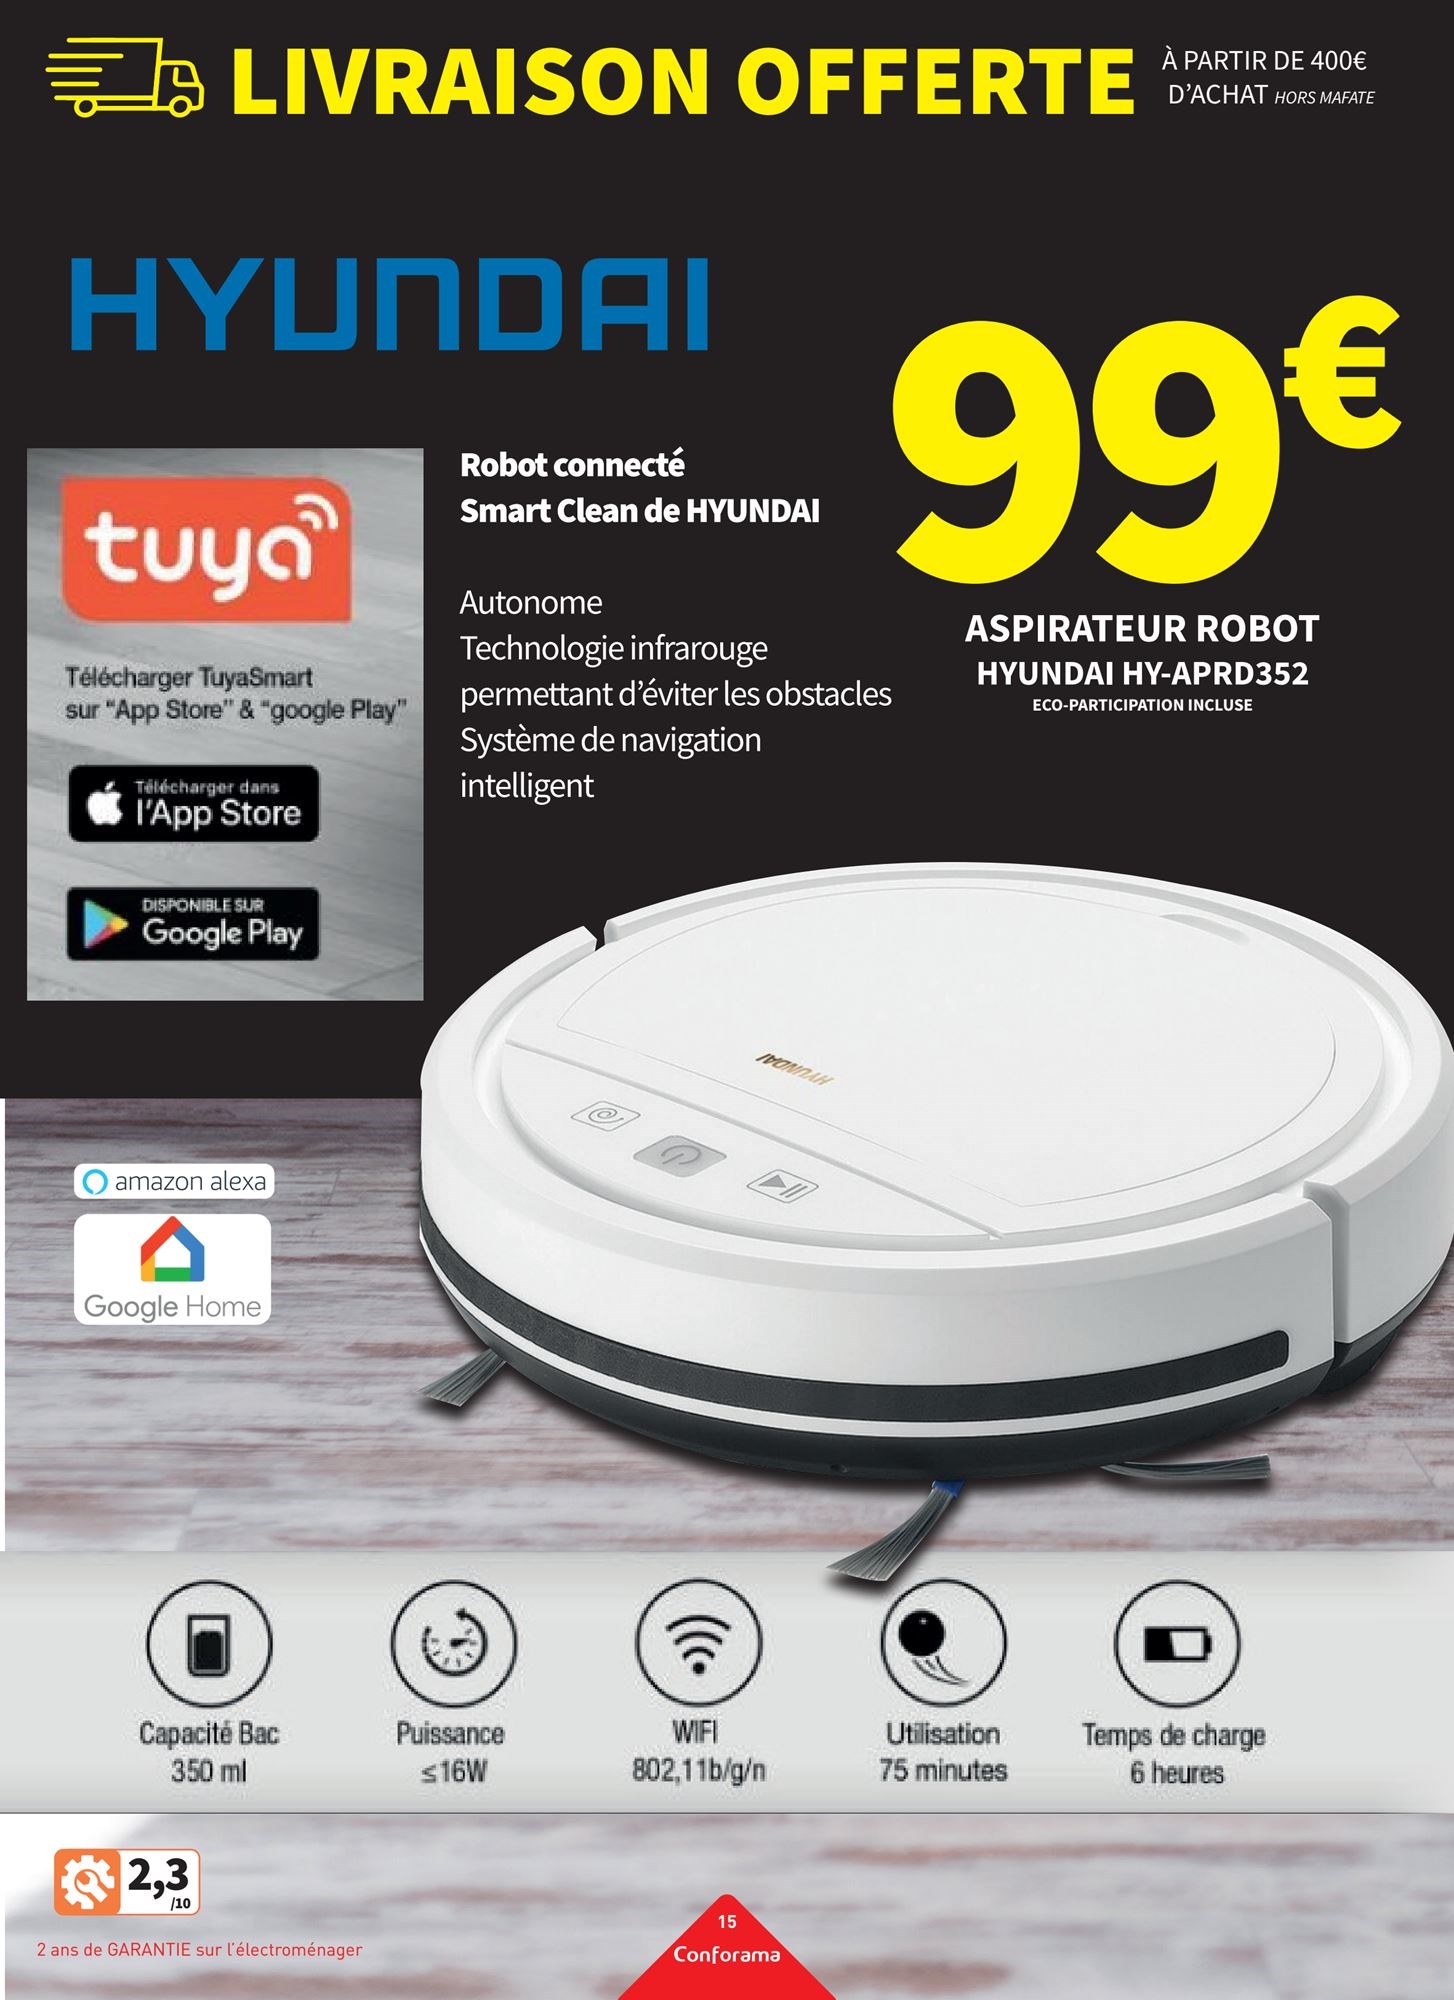 LIVRAISON OFFERTE
À PARTIR DE 400€
D'ACHAT HORS MAFATE
HYUNDAI
99€
ASPIRATEUR ROBOT
HYUNDAI HY-APRD352
ECO-PARTICIPATION INCLUSE
Robot connecté
Smart Clean de HYUNDAI
Autonome
Technologie infrarouge
permettant d’éviter les obstacles
Système de navigation
intelligent
tuya
Télécharger TuyaSmart
sur "App Store" & "google Play"
Télécharger dans
l'App Store
DISPONIBLE SUR
Google Play
HYUNDAI
amazon alexa
Google Home
Capacité Bac
350 ml
Puissance
≤16W
WIFI
802,11b/g/n
Utilisation
75 minutes
Temps de charge
6 heures
2,3
/10
2 ans de GARANTIE sur l'électroménager
15
Conforama